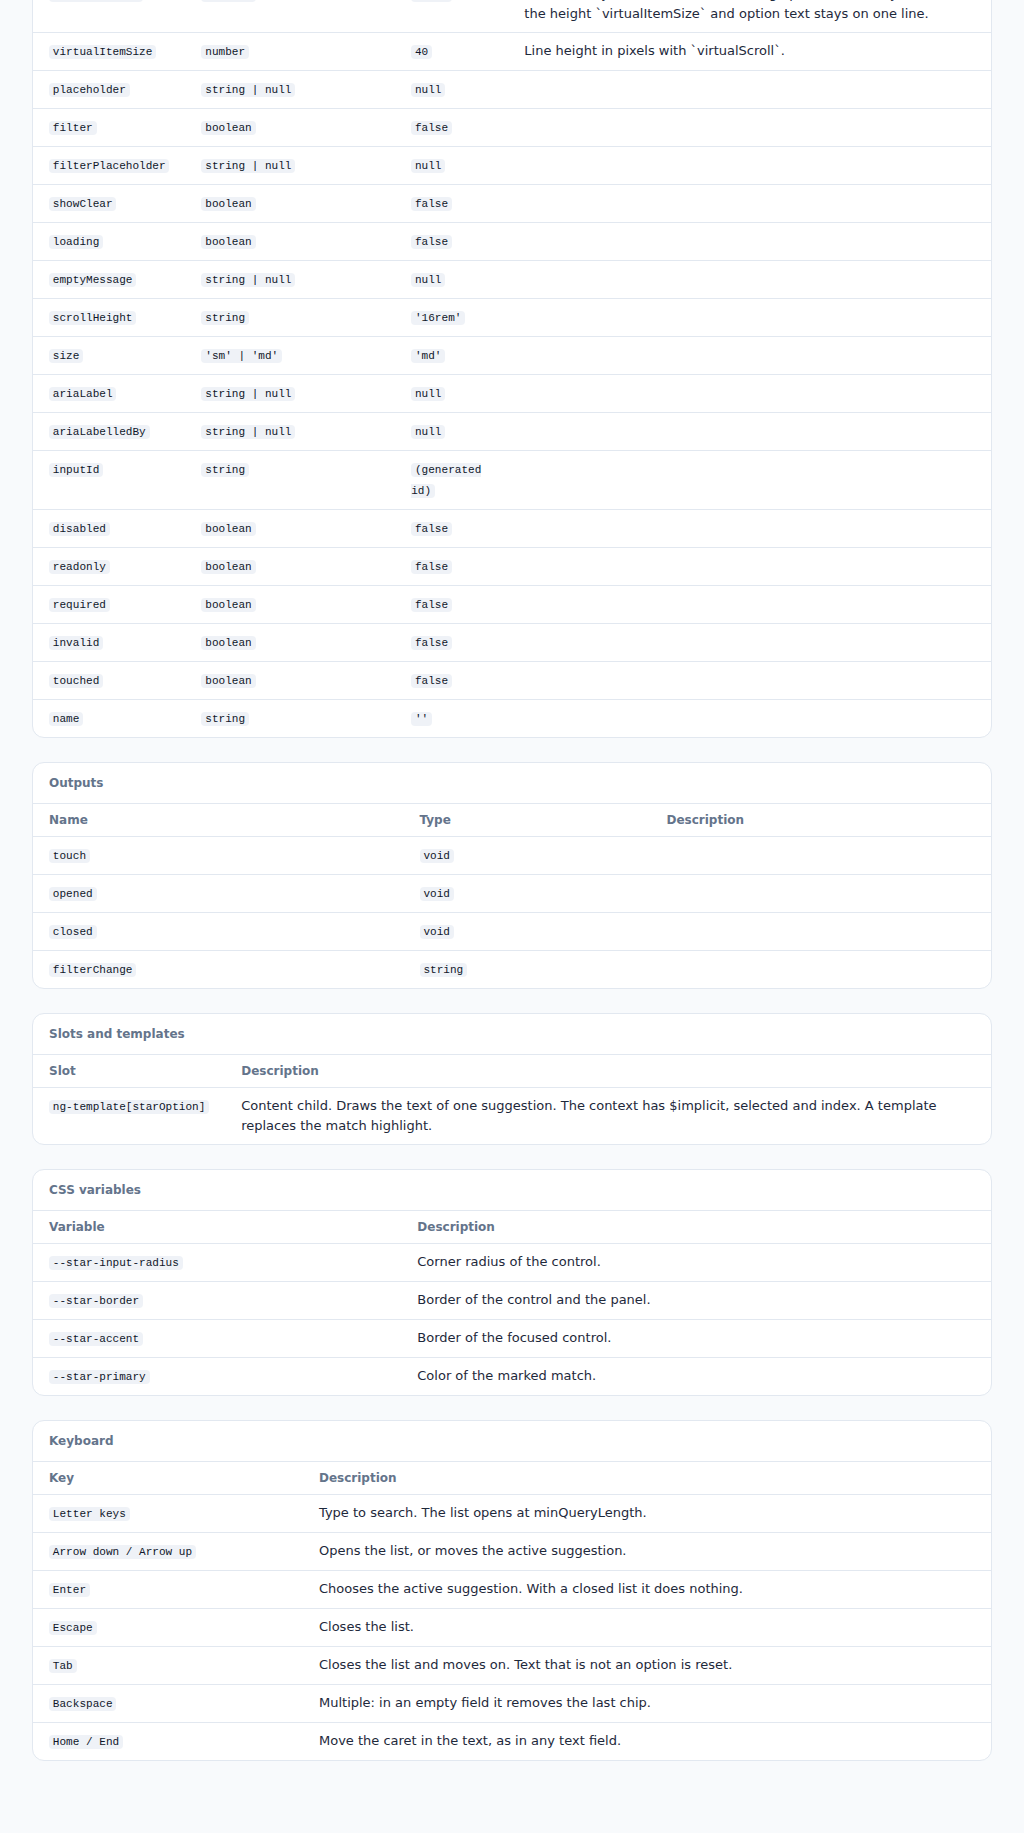 the height `virtualItemSize` and option text stays on one line.
virtualItemSize number 40 Line height in pixels with `virtualScroll`.
placeholder string | null null
filter boolean false
filterPlaceholder string | null null
showClear boolean false
loading boolean false
emptyMessage string | null null
scrollHeight string '16rem'
size 'sm' | 'md' 'md'
ariaLabel string | null null
ariaLabelledBy string | null null
inputId string (generated
id)
disabled boolean false
readonly boolean false
required boolean false
invalid boolean false
touched boolean false
name string ''
Outputs
Name Type Description
touch void
opened void
closed void
filterChange string
Slots and templates
Slot Description
ng-template[starOption] Content child. Draws the text of one suggestion. The context has $implicit, selected and index. A template
replaces the match highlight.
CSS variables
Variable Description
--star-input-radius Corner radius of the control.
--star-border Border of the control and the panel.
--star-accent Border of the focused control.
--star-primary Color of the marked match.
Keyboard
Key Description
Letter keys Type to search. The list opens at minQueryLength.
Arrow down / Arrow up Opens the list, or moves the active suggestion.
Enter Chooses the active suggestion. With a closed list it does nothing.
Escape Closes the list.
Tab Closes the list and moves on. Text that is not an option is reset.
Backspace Multiple: in an empty field it removes the last chip.
Home / End Move the caret in the text, as in any text field.